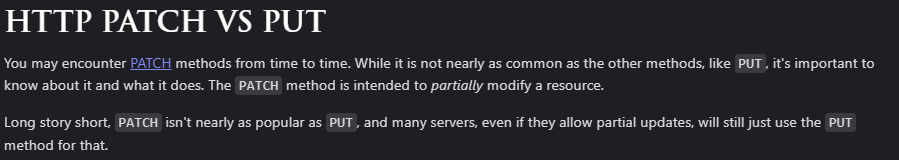 HTTP PATCH VS PUT
You may encounter PATCH methods from time to time. While it is not nearly as common as the other methods, like PUT, it's important to
know about it and what it does. The PATCH method is intended to partially modify a resource.
Long story short, PATCH isn't nearly as popular as PUT, and many servers, even if they allow partial updates, will still just use the PUT
method for that.